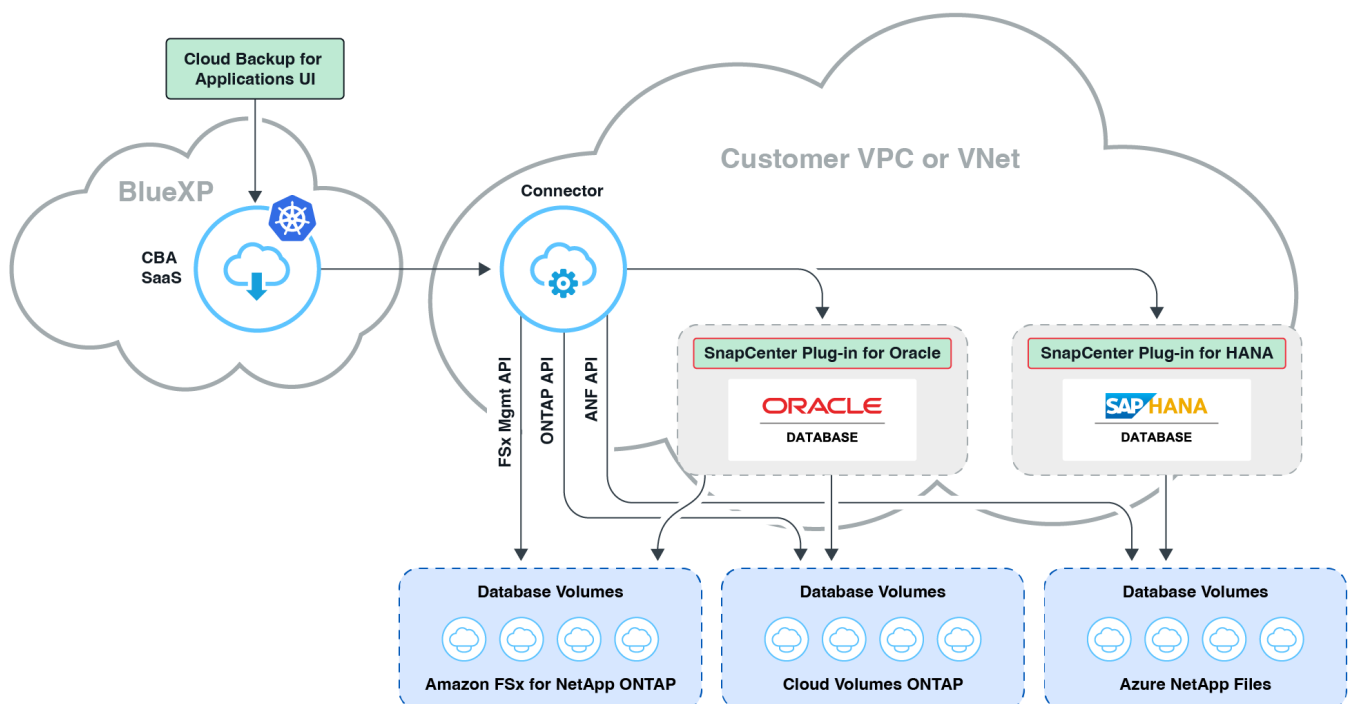 Cloud Backup for
Applications UI
BlueXP
CBA
SaaS
Customer VPC or VNet
Connector
FSx Mgmt API
ONTAP API
ANF API
SnapCenter Plug-in for Oracle
ORACLE
DATABASE
SnapCenter Plug-in for HANA
SAP HANA
DATABASE
Database Volumes
Amazon FSx for NetApp ONTAP
Database Volumes
Cloud Volumes ONTAP
Database Volumes
Azure NetApp Files